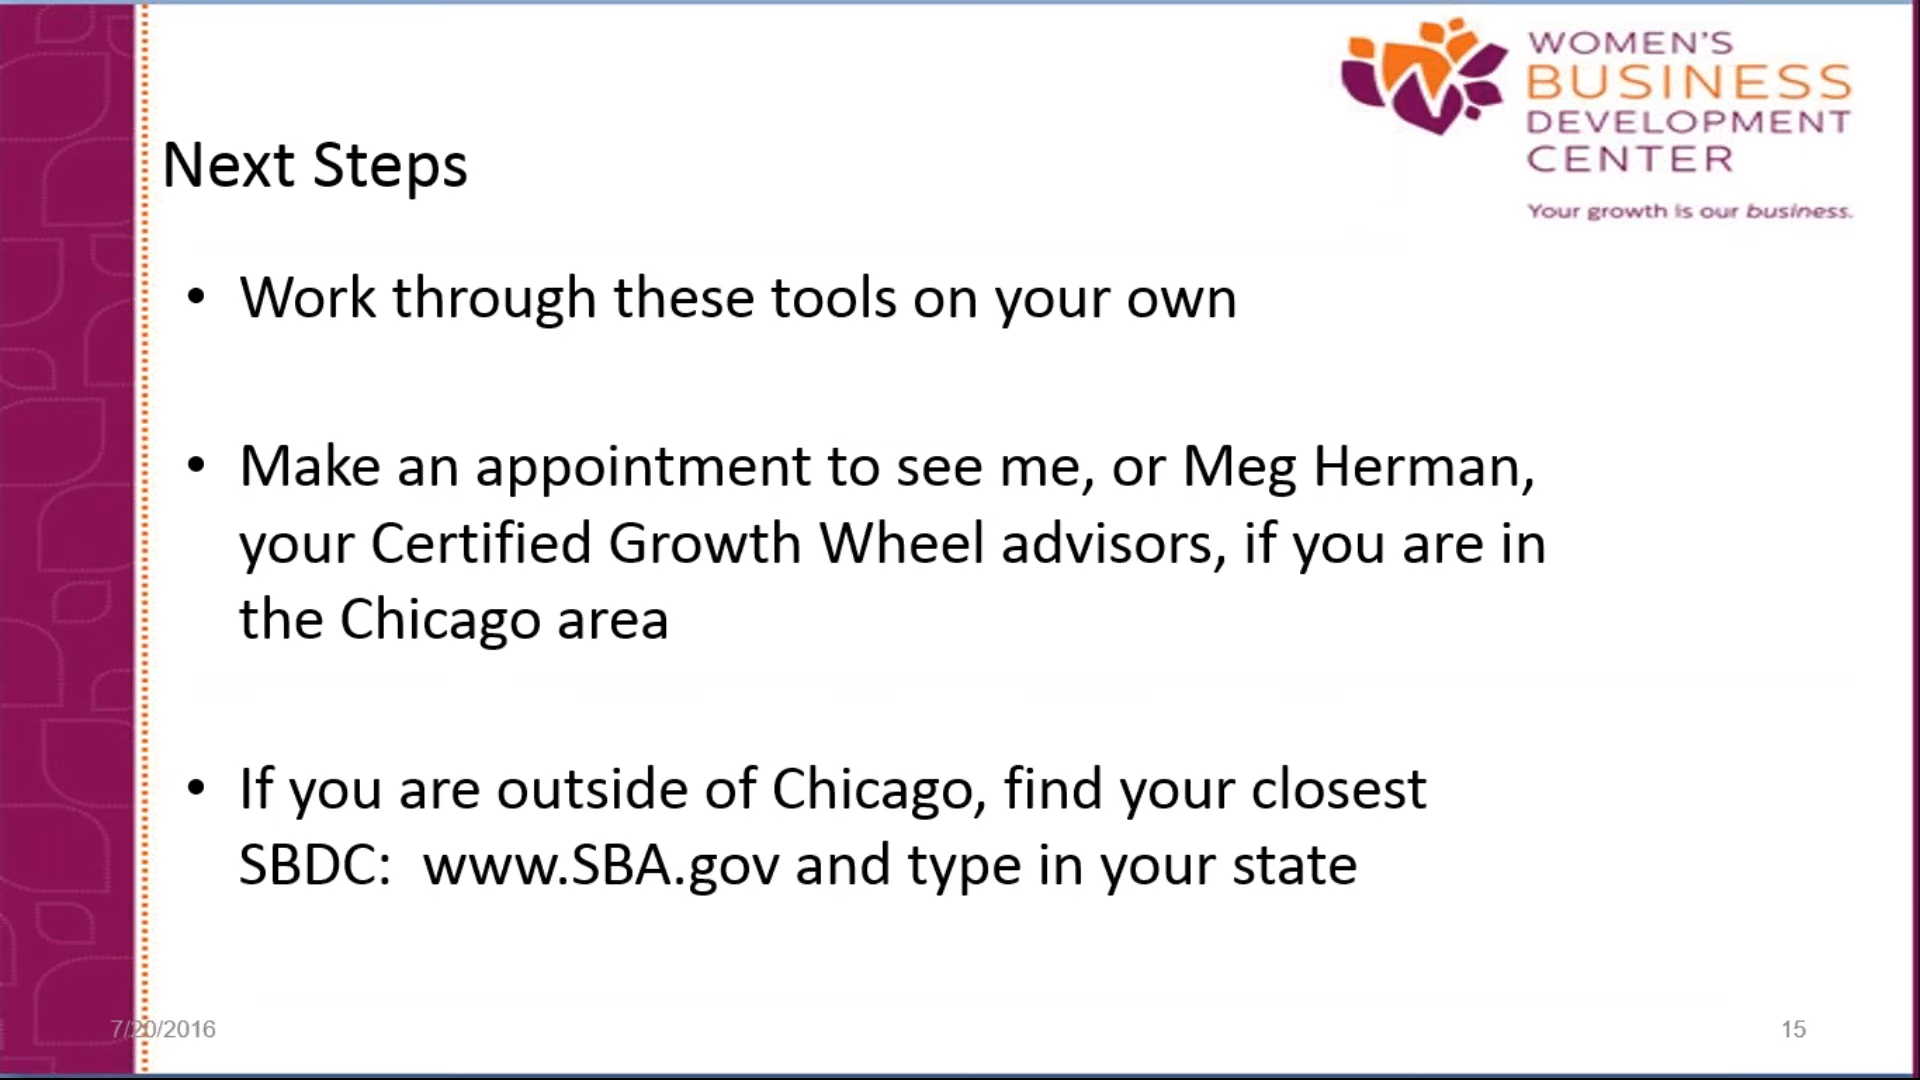 WOMEN'S
BUSINESS
DEVELOPMENT
CENTER
Your growth is our business.
Next Steps
• Work through these tools on your own
• Make an appointment to see me, or Meg Herman,
your Certified Growth Wheel advisors, if you are in
the Chicago area
• If you are outside of Chicago, find your closest
SBDC:  www.SBA.gov and type in your state
7/20/2016
15